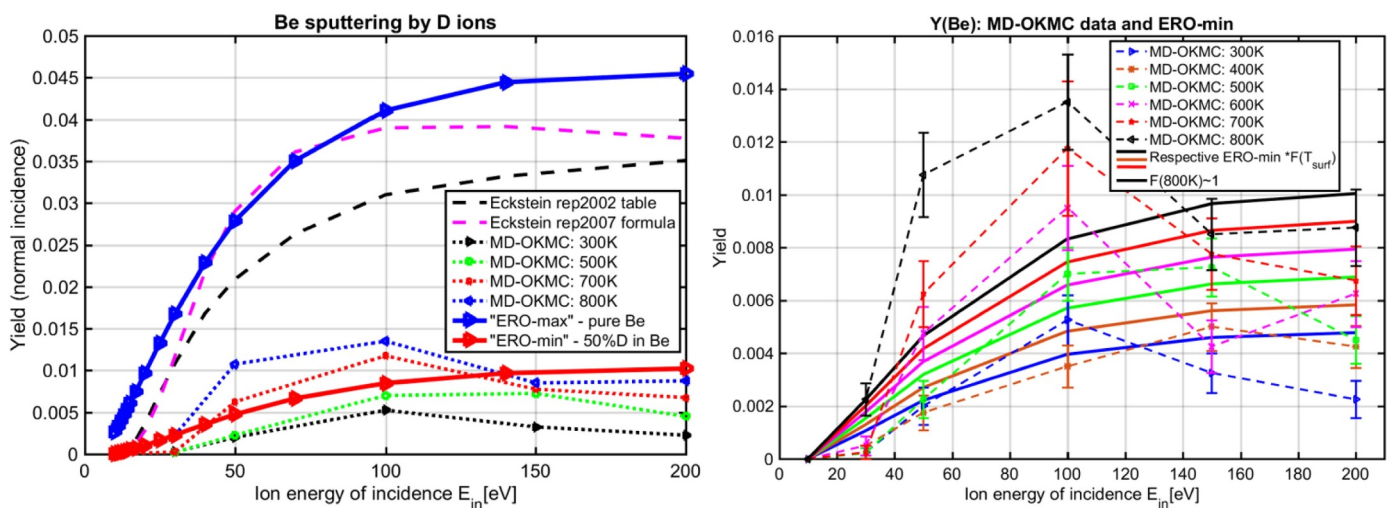 Be sputtering by D ions
0.05
0.045
0.04
0.035
0.03
0.025
0.02
0.015
0.01
0.005
0
Yield (normal incidence)
Eckstein rep2002 table
Eckstein rep2007 formula
MD-OKMC: 300K
MD-OKMC: 500K
MD-OKMC: 700K
MD-OKMC: 800K
"ERO-max" - pure Be
"ERO-min" - 50%D in Be
0 50 100 150 200
Ion energy of incidence E_in[eV]
Y(Be): MD-OKMC data and ERO-min
0.016
0.014
0.012
0.01
0.008
0.006
0.004
0.002
0
Yield
MD-OKMC: 300K
MD-OKMC: 400K
MD-OKMC: 500K
MD-OKMC: 600K
MD-OKMC: 700K
MD-OKMC: 800K
Respective ERO-min *F(T_surf)
F(800K)~1
0 20 40 60 80 100 120 140 160 180 200
Ion energy of incidence E_in[eV]